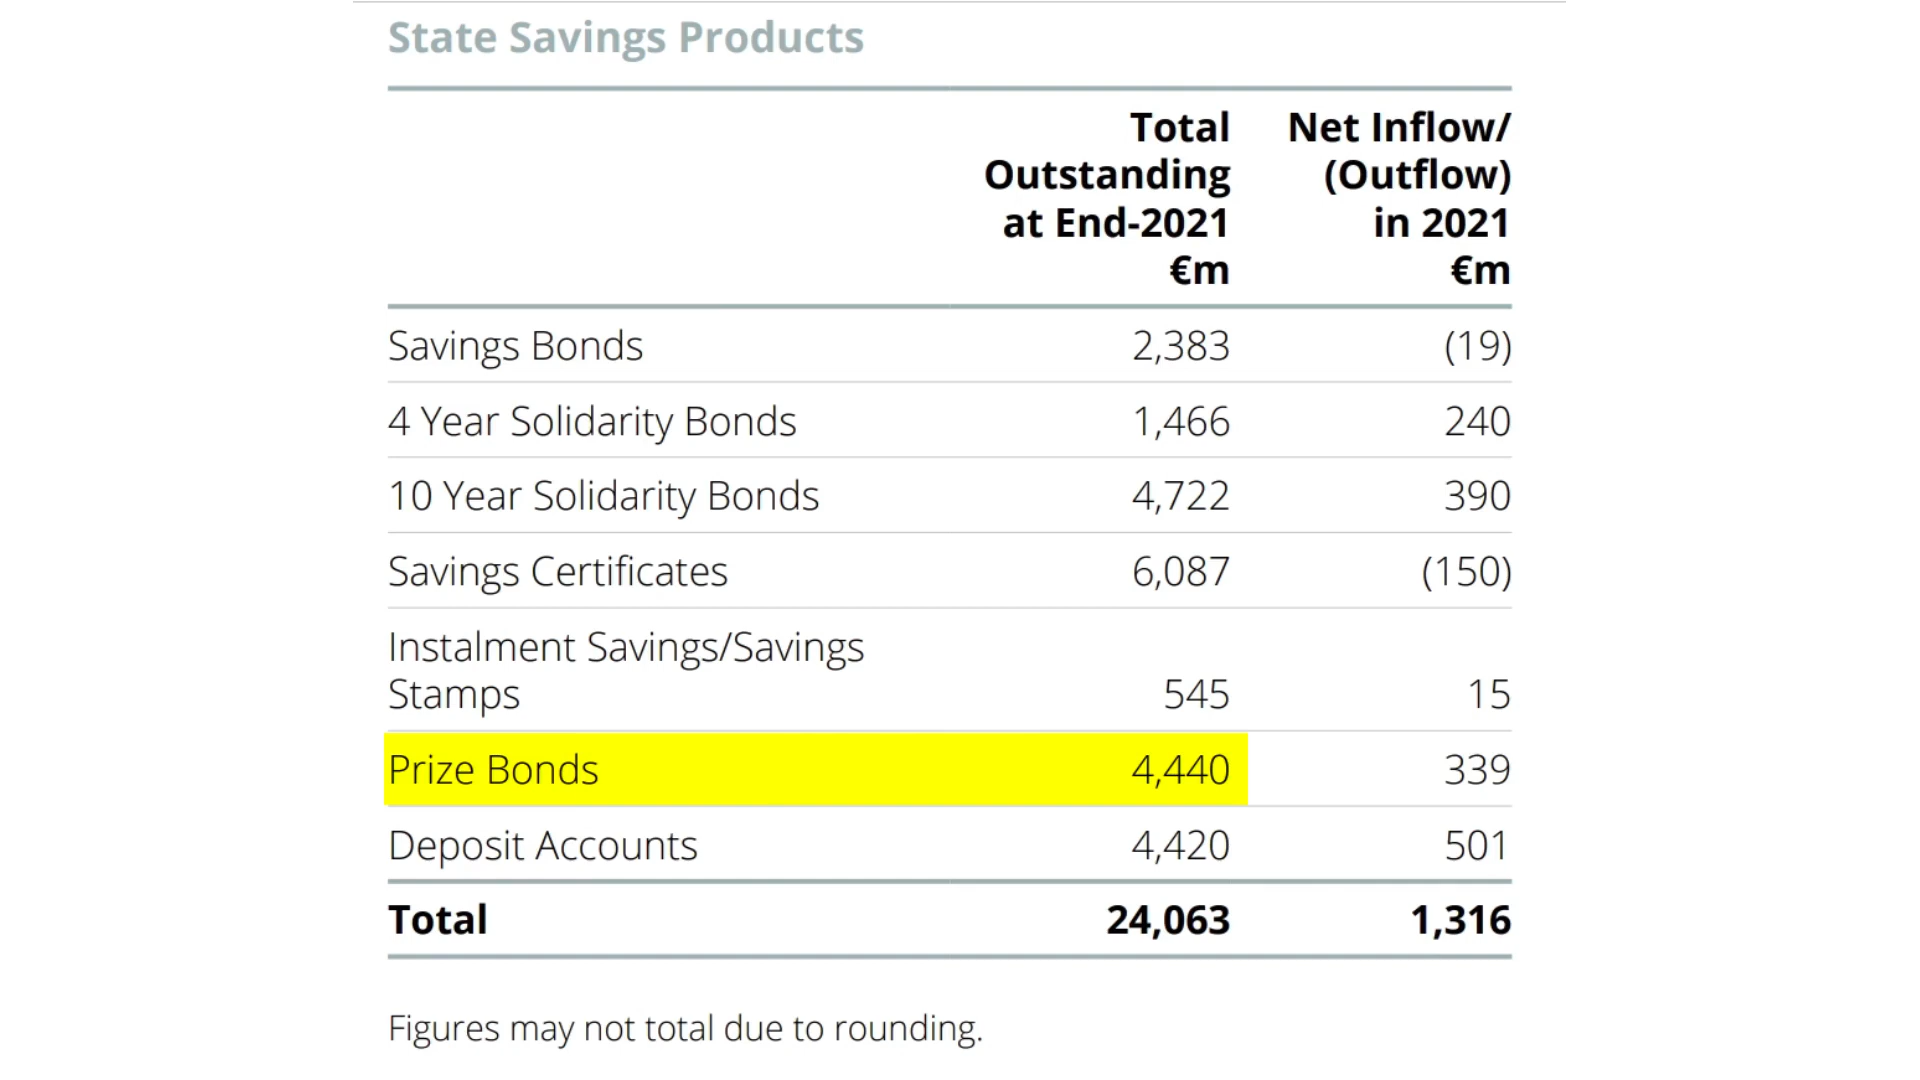 State Savings Products
Total Net Inflow/
Outstanding (Outflow)
at End-2021 in 2021
€m €m
Savings Bonds 2,383 (19)
4 Year Solidarity Bonds 1,466 240
10 Year Solidarity Bonds 4,722 390
Savings Certificates 6,087 (150)
Instalment Savings/Savings
Stamps 545 15
Prize Bonds 4,440 339
Deposit Accounts 4,420 501
Total 24,063 1,316
Figures may not total due to rounding.